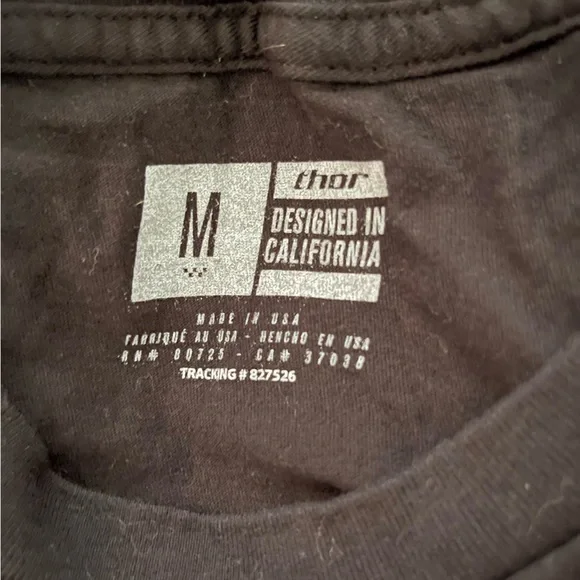 M
thor
DESIGNED IN
CALIFORNIA
MADE IN USA
FABRIQUÉ AU USA - HENCHO EN USA
RN# 80725 - CA# 37038
TRACKING # 827526